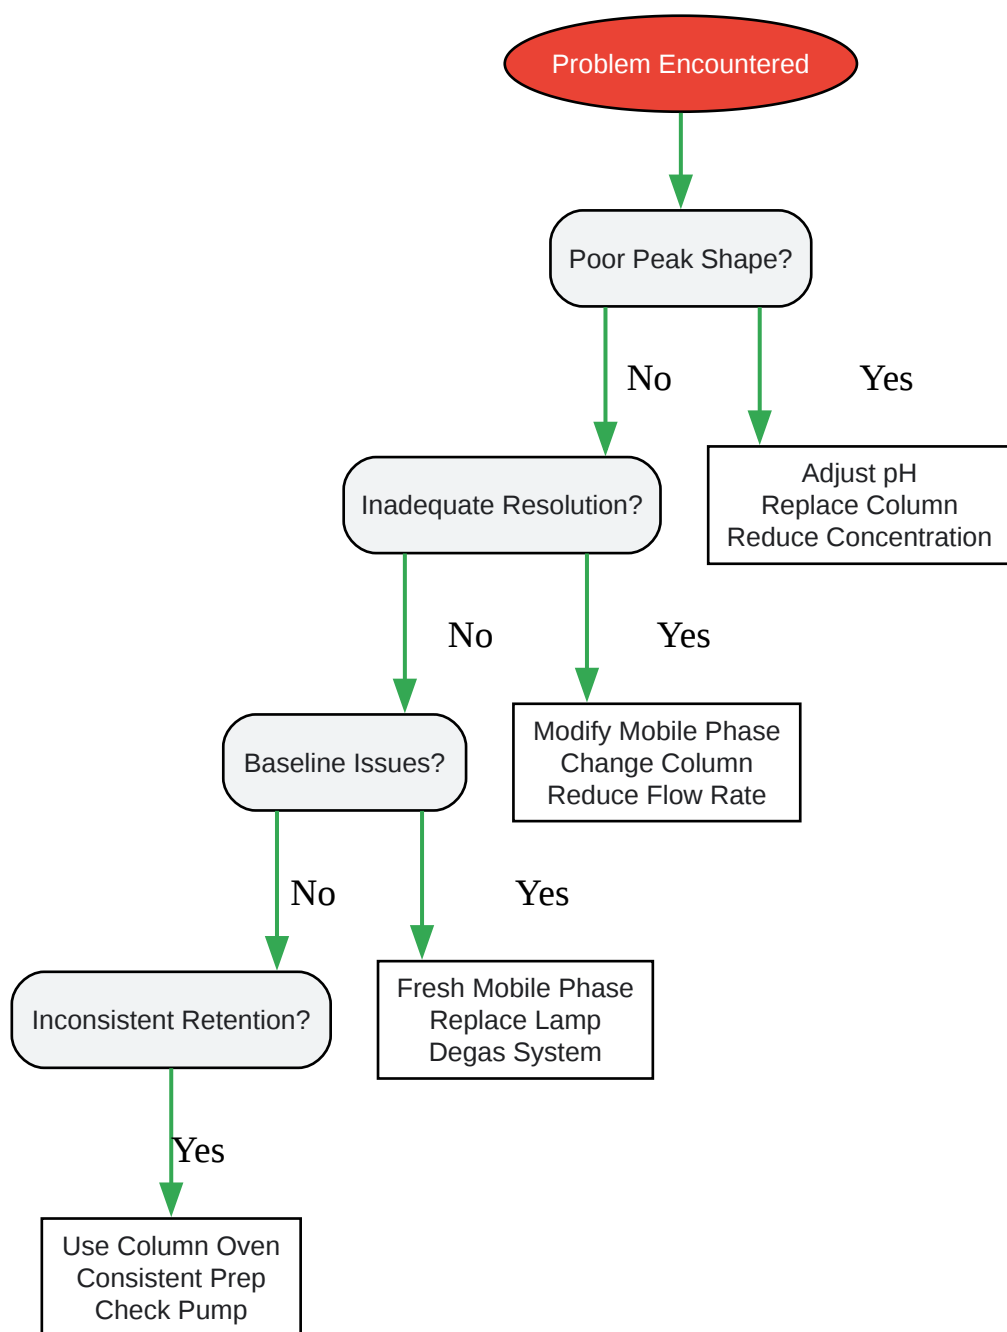 Problem Encountered
Poor Peak Shape?
No
Yes
Adjust pH
Replace Column
Reduce Concentration
Inadequate Resolution?
No
Yes
Modify Mobile Phase
Change Column
Reduce Flow Rate
Baseline Issues?
No
Yes
Fresh Mobile Phase
Replace Lamp
Degas System
Inconsistent Retention?
Yes
Use Column Oven
Consistent Prep
Check Pump